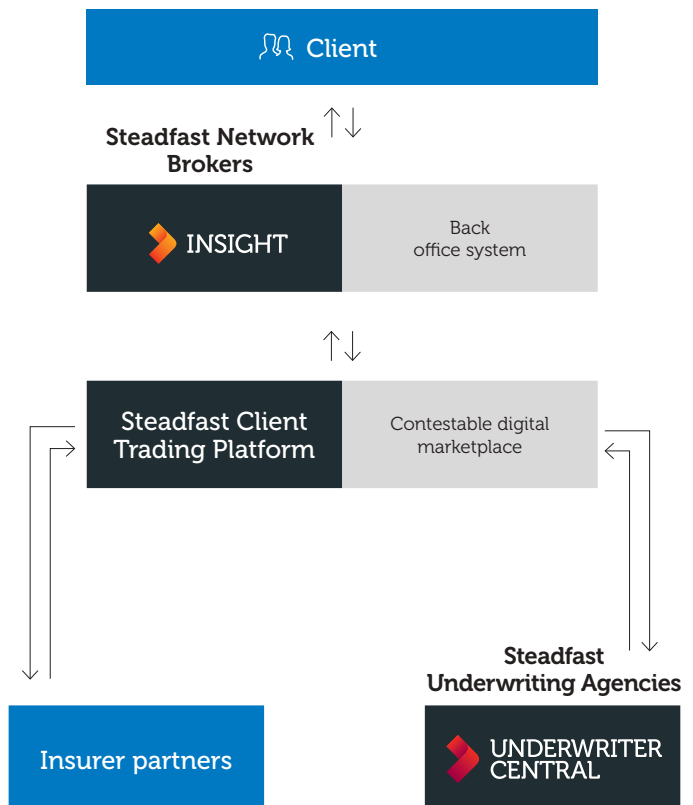 Client
Steadfast Network
Brokers
INSIGHT
Back
office system
Steadfast Client
Trading Platform
Contestable digital
marketplace
Steadfast
Underwriting Agencies
Insurer partners
UNDERWRITER
CENTRAL